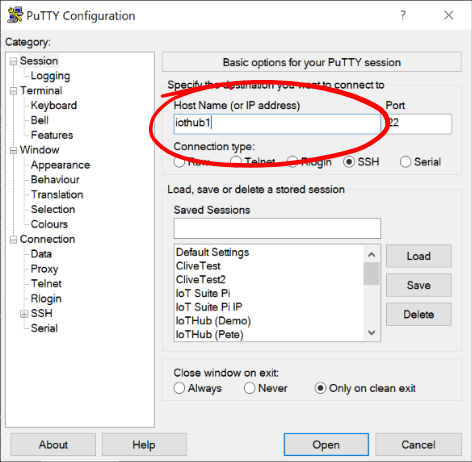 PuTTY Configuration
?
Category:
Session
Logging
Terminal
Keyboard
Bell
Features
Window
Appearance
Behaviour
Translation
Selection
Colours
Connection
Data
Proxy
Telnet
Rlogin
SSH
Serial
Basic options for your PuTTY session
Specify the destination you want to connect to
Host Name (or IP address) Port
iothub1 22
Connection type:
Raw Telnet Rlogin SSH Serial
Load, save or delete a stored session
Saved Sessions
Default Settings
CliveTest
CliveTest2
IoT Suite Pi
IoT Suite Pi IP
IoTHub (Demo)
IoTHub (Pete)
Load
Save
Delete
Close window on exit:
Always Never Only on clean exit
About Help Open Cancel